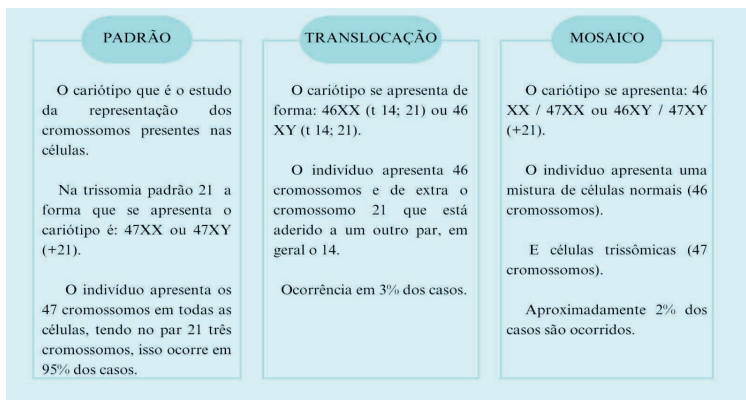 PADRÃO
O cariótipo que é o estudo
da representação dos
cromossomos presentes nas
células.
Na trissomia padrão 21 a
forma que se apresenta o
cariótipo é: 47XX ou 47XY
(+21).
O indivíduo apresenta os
47 cromossomos em todas as
células, tendo no par 21 três
cromossomos, isso ocorre em
95% dos casos.
TRANSLOCAÇÃO
O cariótipo se apresenta de
forma: 46XX (t 14; 21) ou 46
XY (t 14; 21).
O indivíduo apresenta 46
cromossomos e de extra o
cromossomo 21 que está
aderido a um outro par, em
geral o 14.
Ocorrência em 3% dos casos.
MOSAICO
O cariótipo se apresenta: 46
XX / 47XX ou 46XY / 47XY
(+21).
O indivíduo apresenta uma
mistura de células normais (46
cromossomos).
E células trissômicas (47
cromossomos).
Aproximadamente 2% dos
casos são ocorridos.